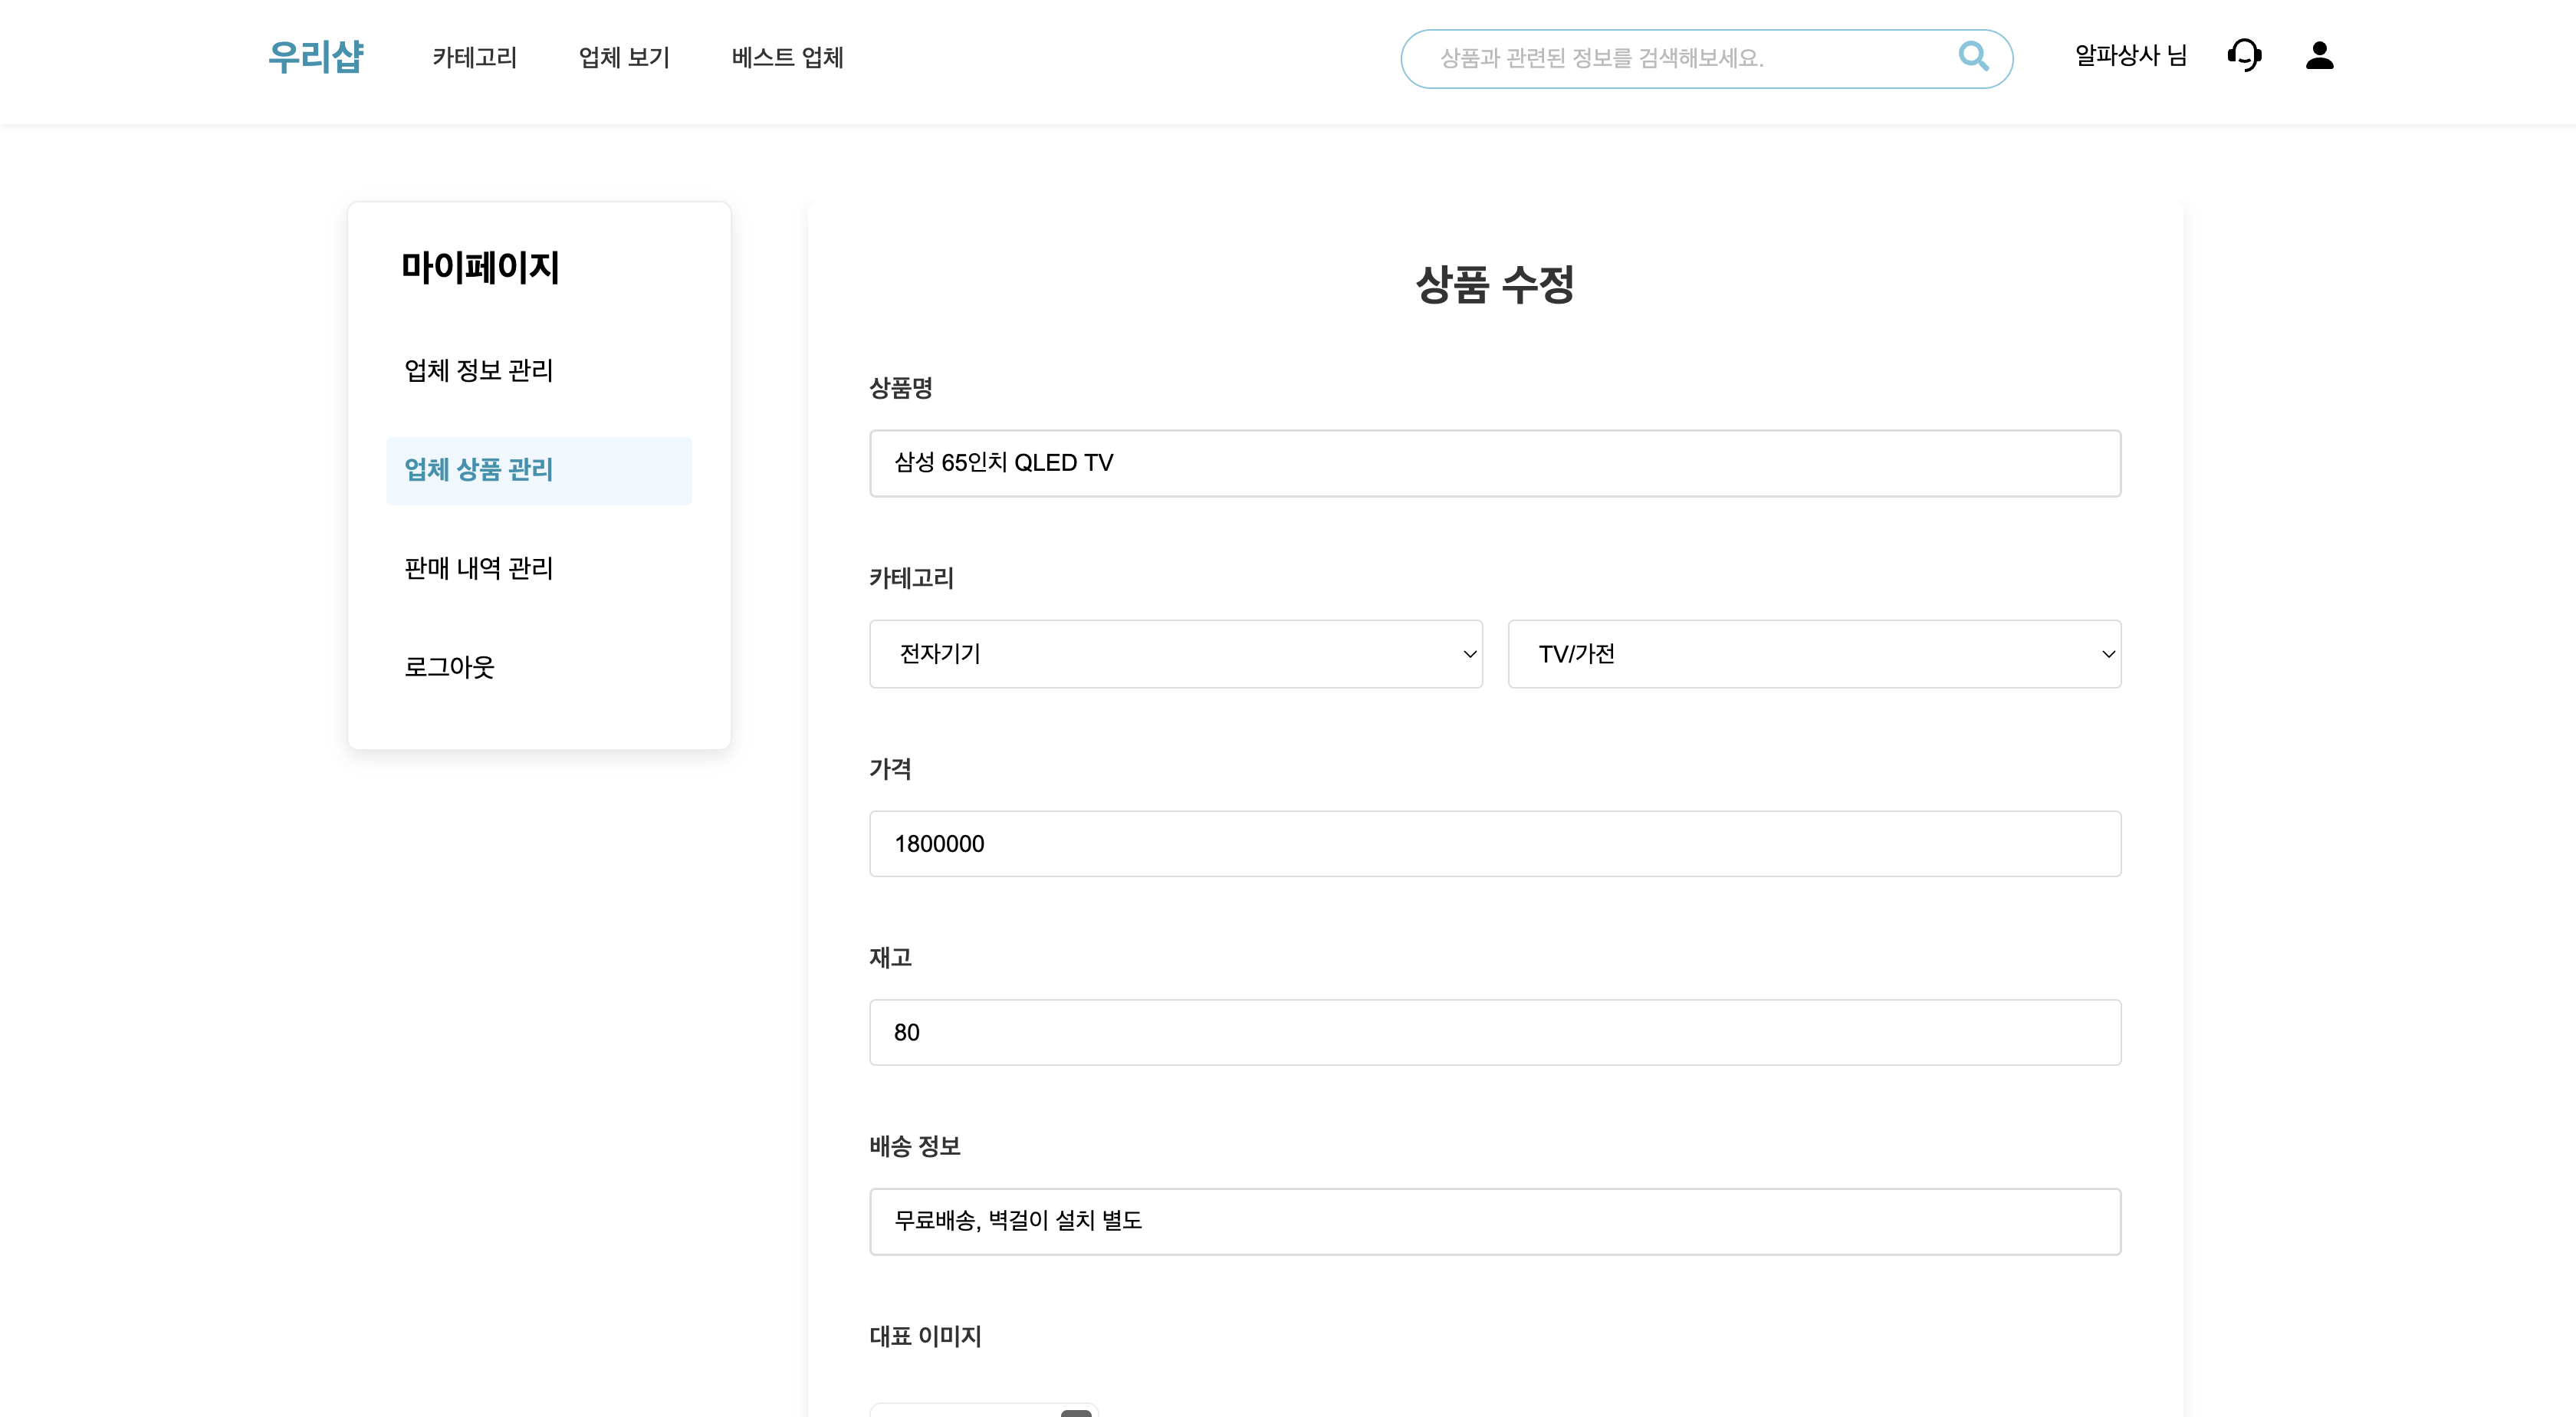 우리샵 카테고리 업체 보기 베스트 업체 상품과 관련된 정보를 검색해보세요. 알파상사 님
마이페이지
업체 정보 관리
업체 상품 관리
판매 내역 관리
로그아웃
상품 수정
상품명
삼성 65인치 QLED TV
카테고리
전자기기 TV/가전
가격
1800000
재고
80
배송 정보
무료배송, 벽걸이 설치 별도
대표 이미지